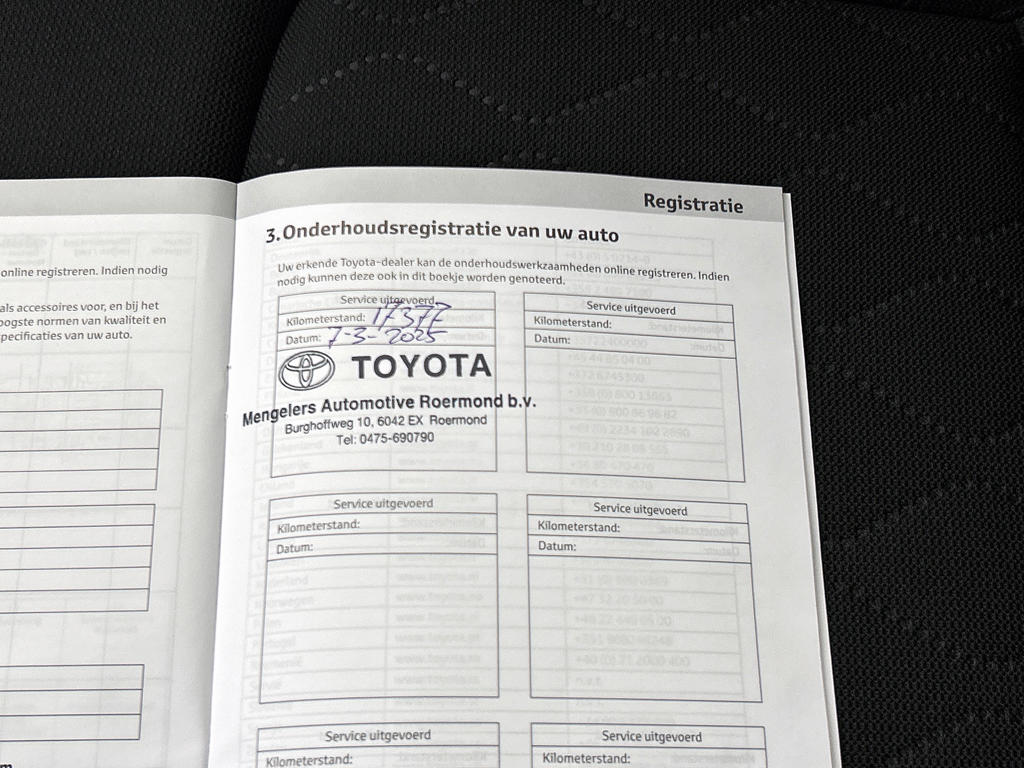 online registreren. Indien nodig
als accessoires voor, en bij het
oogste normen van kwaliteit en
pecificaties van uw auto.
Registratie
3. Onderhoudsregistratie van uw auto
Uw erkende Toyota-dealer kan de onderhoudswerkzaamheden online registreren. Indien
nodig kunnen deze ook in dit boekje worden genoteerd.
Service uitgevoerd
Kilometerstand: 17377
Datum: 7-3-2025
TOYOTA
Mengelers Automotive Roermond b.v.
Burghoffweg 10, 6042 EX Roermond
Tel: 0475-690790
Service uitgevoerd
Kilometerstand:
Datum:
Service uitgevoerd
Kilometerstand:
Datum:
Service uitgevoerd
Kilometerstand:
Datum:
Service uitgevoerd
Kilometerstand:
Service uitgevoerd
Kilometerstand: